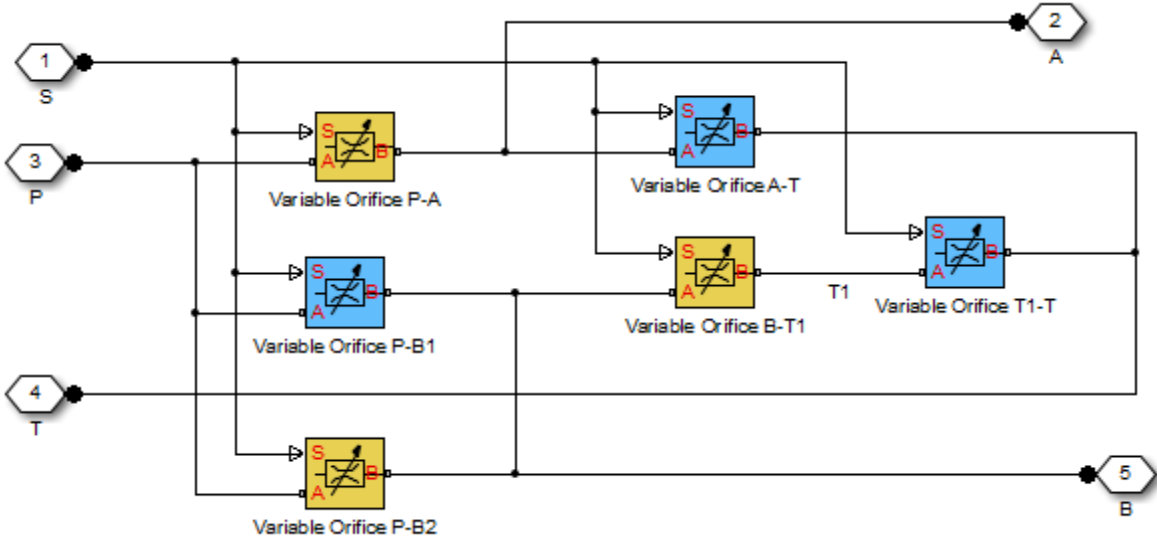 2
A
1
S
S
A
B
Variable Orifice P-A
S
A
B
Variable Orifice A-T
3
P
S
A
B
Variable Orifice T1-T
S
A
B
Variable Orifice B-T1
T1
S
A
B
Variable Orifice P-B1
4
T
S
A
B
Variable Orifice P-B2
5
B